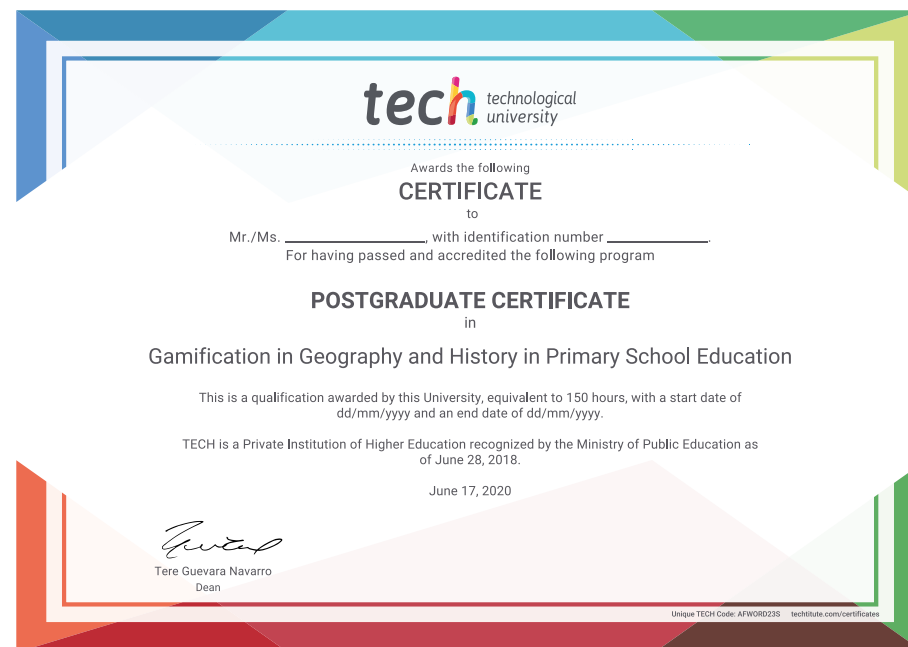 tech technological
university
Awards the following
CERTIFICATE
to
Mr./Ms. ____________, with identification number ____________.
For having passed and accredited the following program
POSTGRADUATE CERTIFICATE
in
Gamification in Geography and History in Primary School Education
This is a qualification awarded by this University, equivalent to 150 hours, with a start date of
dd/mm/yyyy and an end date of dd/mm/yyyy.
TECH is a Private Institution of Higher Education recognized by the Ministry of Public Education as
of June 28, 2018.
June 17, 2020
Tere Guevara Navarro
Dean
Unique TECH Code: AFWORD23S techtitute.com/certificates